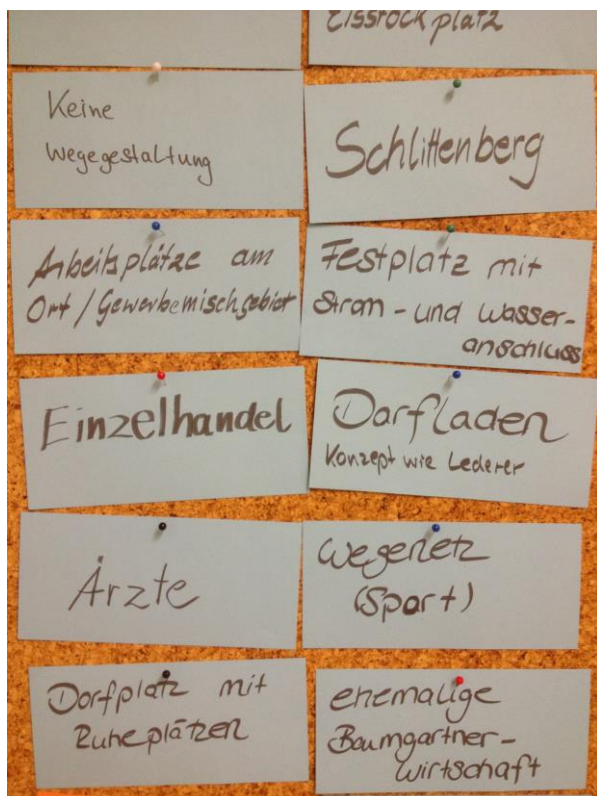 Eisstockplatz
Keine
Wegegestaltung
Schlittenberg
Arbeitsplätze am
Ort / Gewerbemischgebiet
Festplatz mit
Strom - und Wasser-
anschluss
Einzelhandel
Dorfladen
Konzept wie Lederer
Ärzte
Wegenetz
(Sport)
Dorfplatz mit
Ruheplätzen
ehemalige
Baumgartner-
wirtschaft